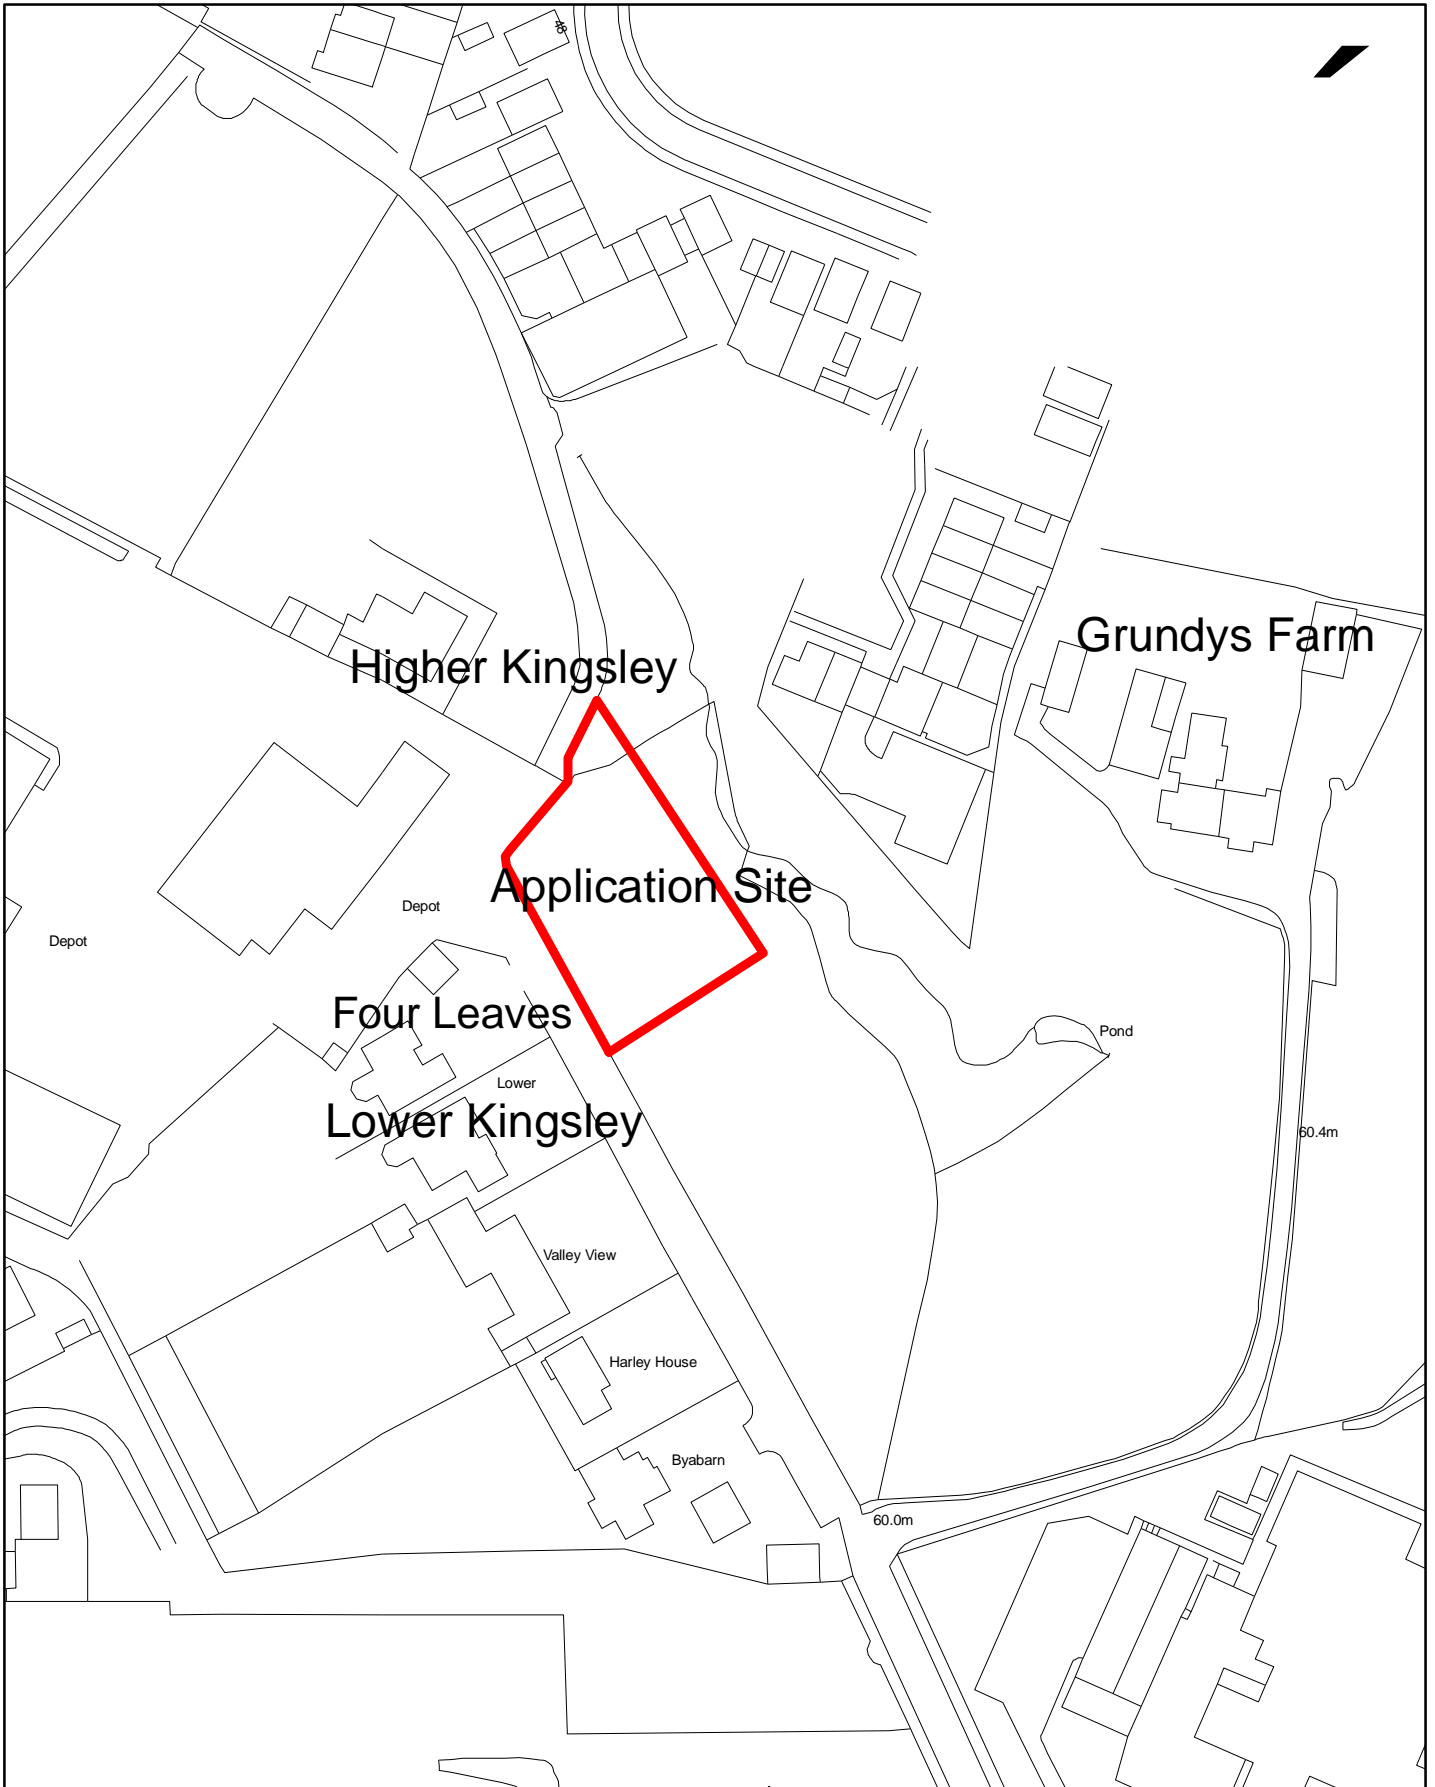 48
Grundys Farm
Higher Kingsley
Application Site
Depot
Depot
Four Leaves
Pond
Lower
Lower Kingsley
60.4m
Valley View
Harley House
Byabarn
60.0m